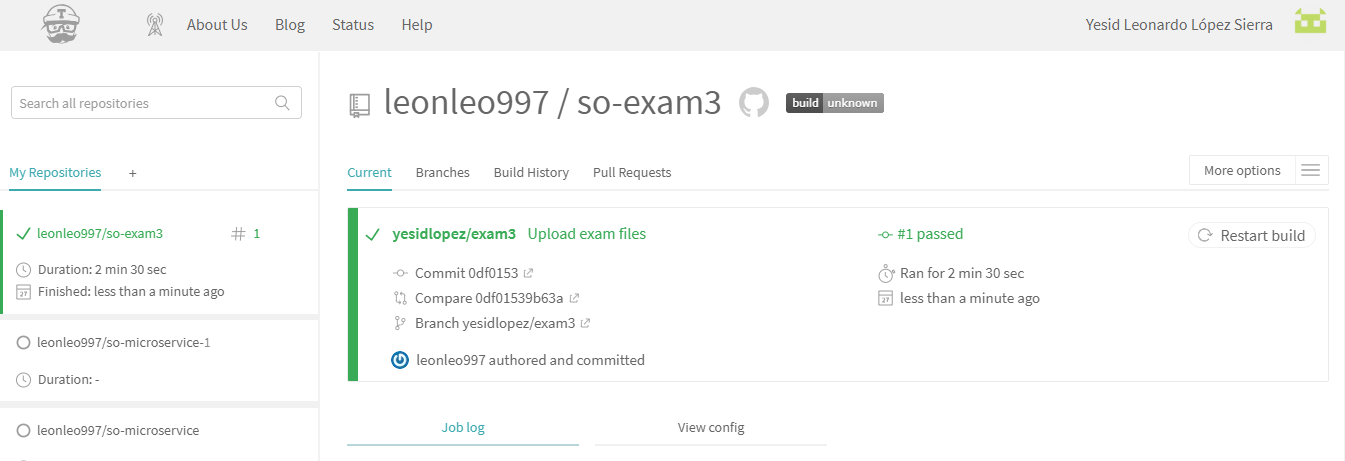 About Us Blog Status Help Yesid Leonardo López Sierra
Search all repositories
leonleo997 / so-exam3 build unknown
My Repositories +
Current Branches Build History Pull Requests More options
leonleo997/so-exam3 # 1
Duration: 2 min 30 sec
Finished: less than a minute ago
yesidlopez/exam3 Upload exam files #1 passed Restart build
Commit 0df0153 Ran for 2 min 30 sec
Compare 0df01539b63a less than a minute ago
Branch yesidlopez/exam3
leonleo997 authored and committed
leonleo997/so-microservice-1
Duration: -
leonleo997/so-microservice
Job log View config